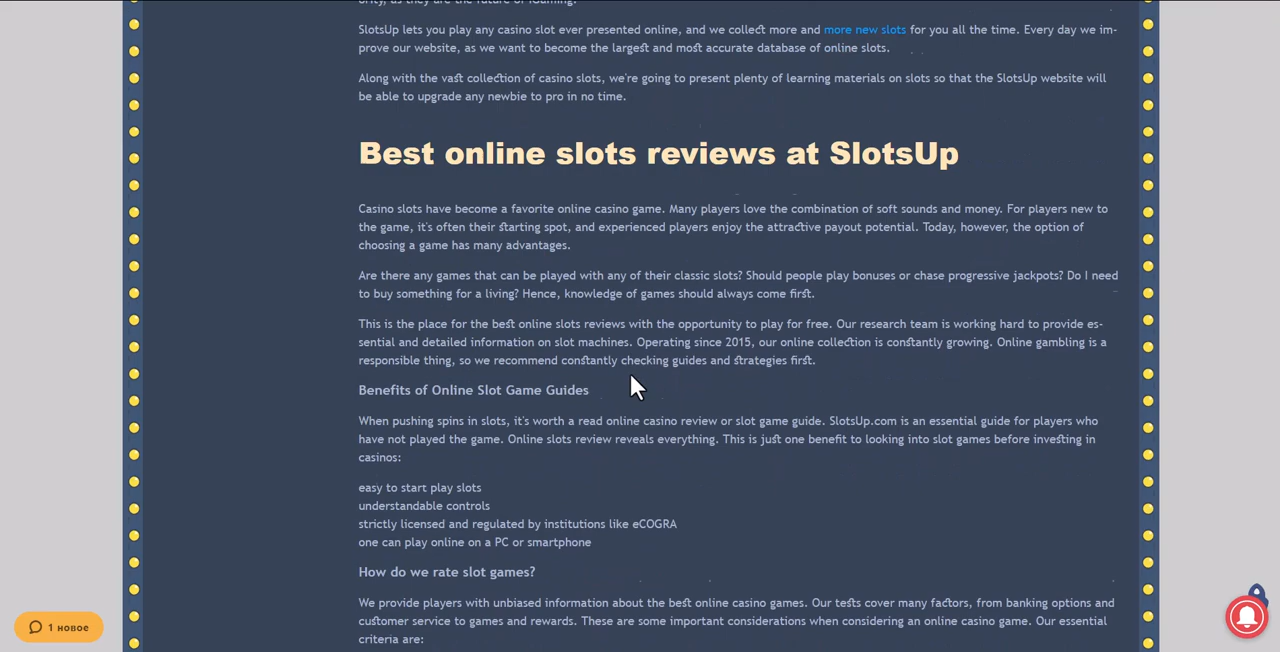 ority, as they are the future of iGaming.
SlotsUp lets you play any casino slot ever presented online, and we collect more and more new slots for you all the time. Every day we im-
prove our website, as we want to become the largest and most accurate database of online slots.
Along with the vast collection of casino slots, we're going to present plenty of learning materials on slots so that the SlotsUp website will
be able to upgrade any newbie to pro in no time.
Best online slots reviews at SlotsUp
Casino slots have become a favorite online casino game. Many players love the combination of soft sounds and money. For players new to
the game, it's often their starting spot, and experienced players enjoy the attractive payout potential. Today, however, the option of
choosing a game has many advantages.
Are there any games that can be played with any of their classic slots? Should people play bonuses or chase progressive jackpots? Do I need
to buy something for a living? Hence, knowledge of games should always come first.
This is the place for the best online slots reviews with the opportunity to play for free. Our research team is working hard to provide es-
sential and detailed information on slot machines. Operating since 2015, our online collection is constantly growing. Online gambling is a
responsible thing, so we recommend constantly checking guides and strategies first.
Benefits of Online Slot Game Guides
When pushing spins in slots, it's worth a read online casino review or slot game guide. SlotsUp.com is an essential guide for players who
have not played the game. Online slots review reveals everything. This is just one benefit to looking into slot games before investing in
casinos:
easy to start play slots
understandable controls
strictly licensed and regulated by institutions like eCOGRA
one can play online on a PC or smartphone
How do we rate slot games?
We provide players with unbiased information about the best online casino games. Our tests cover many factors, from banking options and
customer service to games and rewards. These are some important considerations when considering an online casino game. Our essential
criteria are:
1 новое